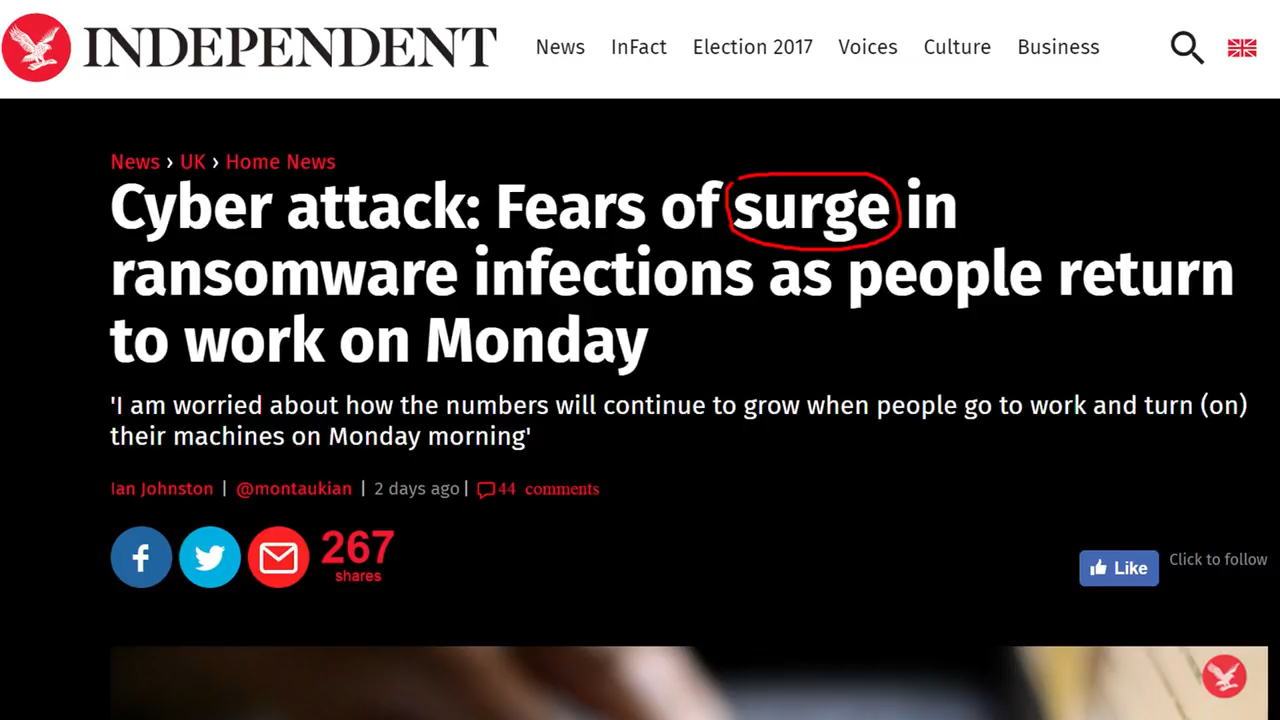 INDEPENDENT
News InFact Election 2017 Voices Culture Business
News › UK › Home News
Cyber attack: Fears of surge in
ransomware infections as people return
to work on Monday
'I am worried about how the numbers will continue to grow when people go to work and turn (on)
their machines on Monday morning'
Ian Johnston | @montaukian | 2 days ago | 44 comments
f
267
shares
Like
Click to follow